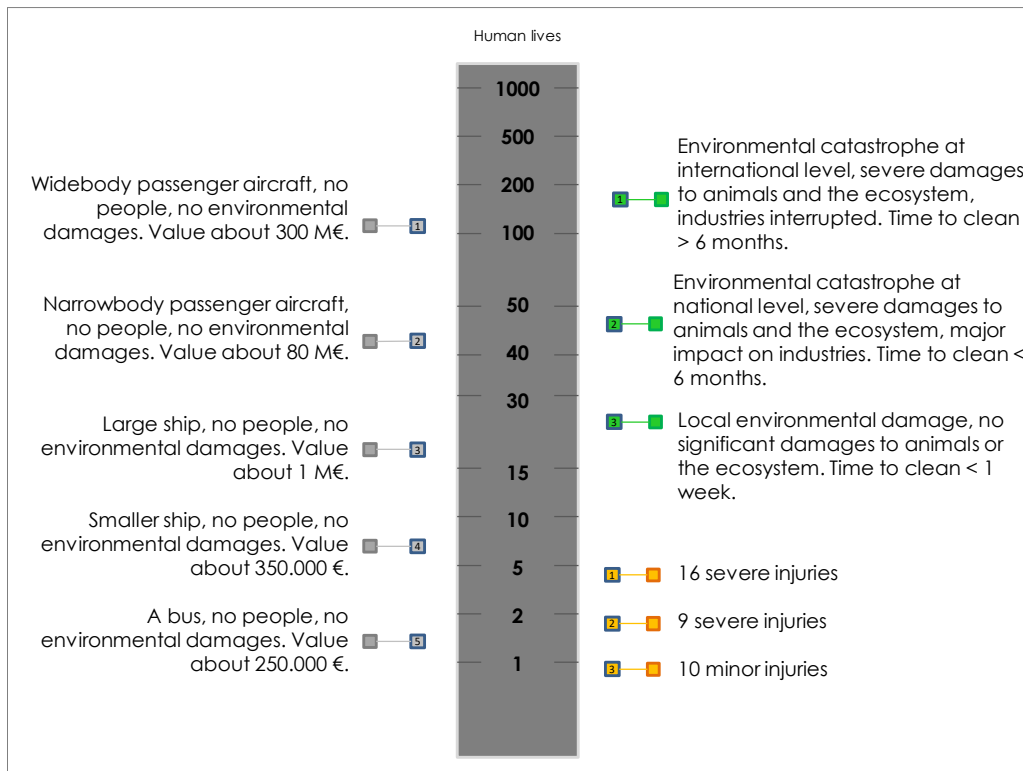 Human lives
1000
500
200
100
50
40
30
15
10
5
2
1
Widebody passenger aircraft, no
people, no environmental
damages. Value about 300 M€.
1
Narrowbody passenger aircraft,
no people, no environmental
damages. Value about 80 M€.
2
Large ship, no people, no
environmental damages. Value
about 1 M€.
3
Smaller ship, no people, no
environmental damages. Value
about 350.000 €.
4
A bus, no people, no
environmental damages. Value
about 250.000 €.
5
1
Environmental catastrophe at
international level, severe damages
to animals and the ecosystem,
industries interrupted. Time to clean
> 6 months.
2
Environmental catastrophe at
national level, severe damages to
animals and the ecosystem, major
impact on industries. Time to clean <
6 months.
3
Local environmental damage, no
significant damages to animals or
the ecosystem. Time to clean < 1
week.
1
16 severe injuries
2
9 severe injuries
3
10 minor injuries